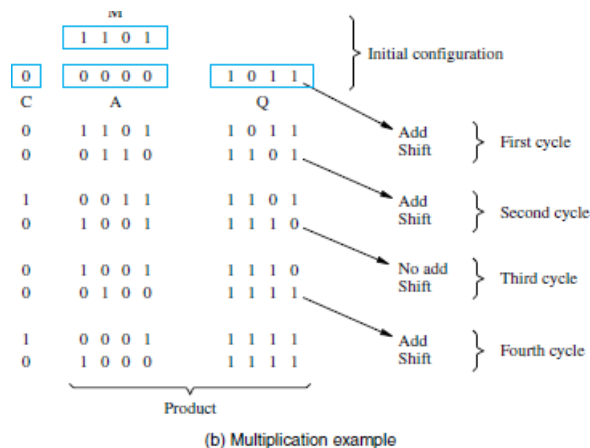 M
1 1 0 1
Initial configuration
0 0 0 0 0 1 0 1 1
C A Q
0 1 1 0 1 1 0 1 1 Add
0 0 1 1 0 1 1 0 1 Shift
First cycle
1 0 0 1 1 1 1 0 1 Add
0 1 0 0 1 1 1 1 0 Shift
Second cycle
0 1 0 0 1 1 1 1 0 No add
0 0 1 0 0 1 1 1 1 Shift
Third cycle
1 0 0 0 1 1 1 1 1 Add
0 1 0 0 0 1 1 1 1 Shift
Fourth cycle
Product
(b) Multiplication example